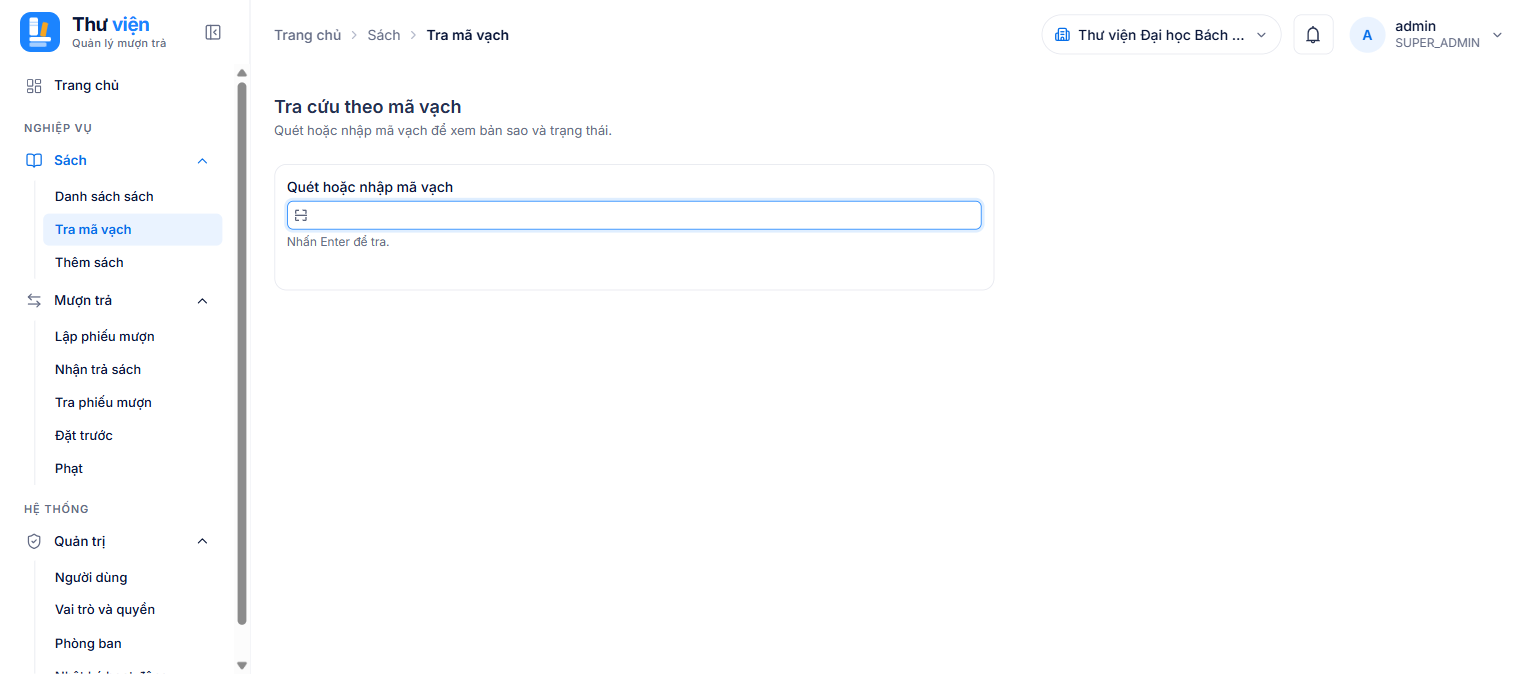 Thư viện
Quản lý mượn trả
Trang chủ
NGHIỆP VỤ
Sách
Danh sách sách
Tra mã vạch
Thêm sách
Mượn trả
Lập phiếu mượn
Nhận trả sách
Tra phiếu mượn
Đặt trước
Phạt
HỆ THỐNG
Quản trị
Người dùng
Vai trò và quyền
Phòng ban
Trang chủ > Sách > Tra mã vạch
Thư viện Đại học Bách ...
A
admin
SUPER_ADMIN
Tra cứu theo mã vạch
Quét hoặc nhập mã vạch để xem bản sao và trạng thái.
Quét hoặc nhập mã vạch
Nhấn Enter để tra.